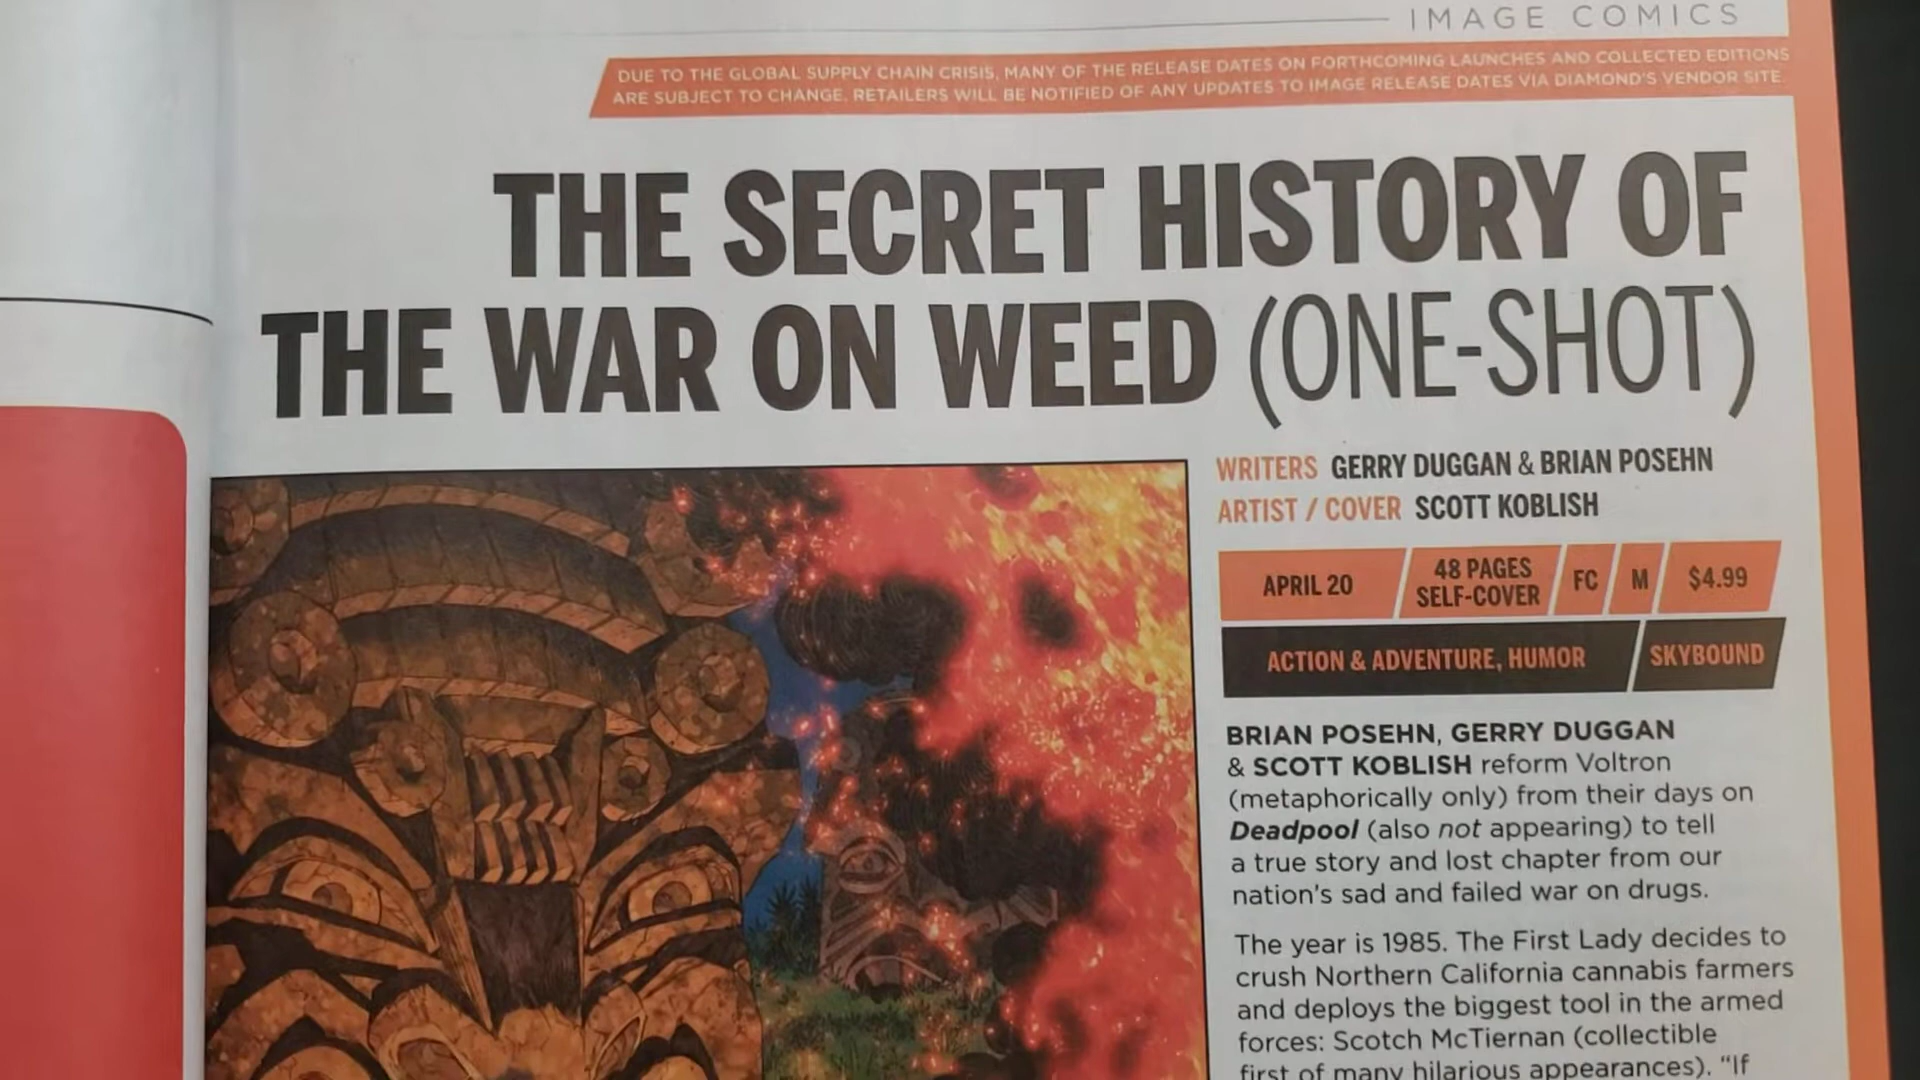 IMAGE COMICS
DUE TO THE GLOBAL SUPPLY CHAIN CRISIS, MANY OF THE RELEASE DATES ON FORTHCOMING LAUNCHES AND COLLECTED EDITIONS
ARE SUBJECT TO CHANGE. RETAILERS WILL BE NOTIFIED OF ANY UPDATES TO IMAGE RELEASE DATES VIA DIAMOND'S VENDOR SITE.
THE SECRET HISTORY OF
THE WAR ON WEED (ONE-SHOT)
WRITERS GERRY DUGGAN & BRIAN POSEHN
ARTIST / COVER SCOTT KOBLISH
APRIL 20
48 PAGES
SELF-COVER
FC
M
$4.99
ACTION & ADVENTURE, HUMOR
SKYBOUND
BRIAN POSEHN, GERRY DUGGAN
& SCOTT KOBLISH reform Voltron
(metaphorically only) from their days on
Deadpool (also not appearing) to tell
a true story and lost chapter from our
nation's sad and failed war on drugs.
The year is 1985. The First Lady decides to
crush Northern California cannabis farmers
and deploys the biggest tool in the armed
forces: Scotch McTiernan (collectible
first of many hilarious appearances). "If